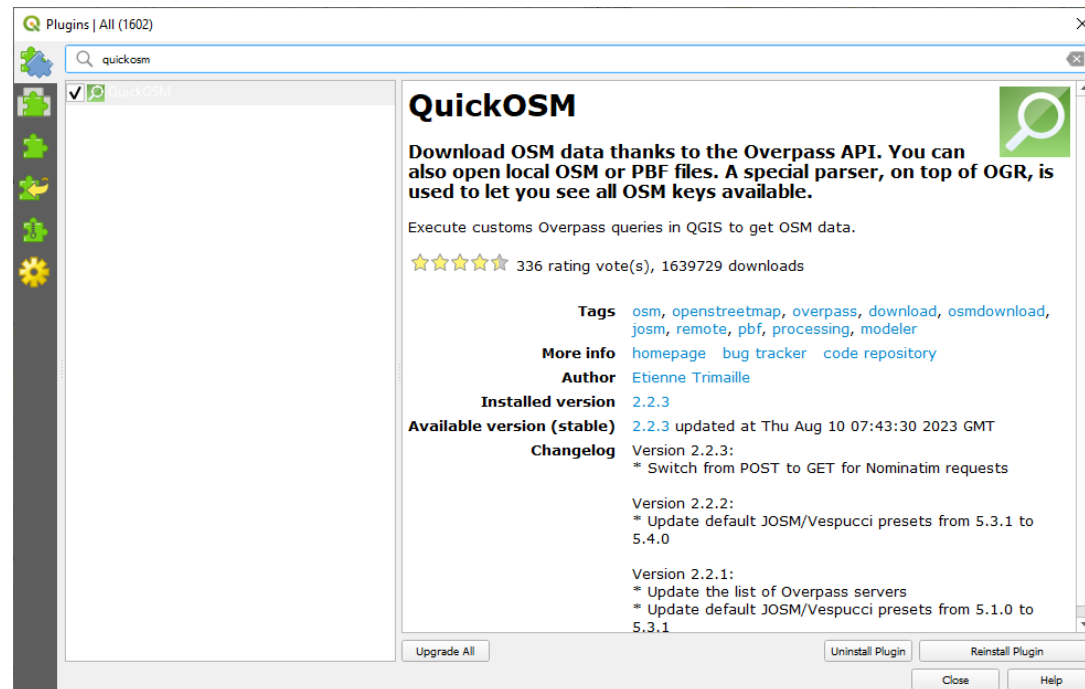 Plugins | All (1602)
quickosm
QuickOSM
QuickOSM
Download OSM data thanks to the Overpass API. You can
also open local OSM or PBF files. A special parser, on top of OGR, is
used to let you see all OSM keys available.
Execute customs Overpass queries in QGIS to get OSM data.
336 rating vote(s), 1639729 downloads
Tags osm, openstreetmap, overpass, download, osmdownload,
josm, remote, pbf, processing, modeler
More info homepage bug tracker code repository
Author Etienne Trimaille
Installed version 2.2.3
Available version (stable) 2.2.3 updated at Thu Aug 10 07:43:30 2023 GMT
Changelog Version 2.2.3:
* Switch from POST to GET for Nominatim requests
Version 2.2.2:
* Update default JOSM/Vespucci presets from 5.3.1 to
5.4.0
Version 2.2.1:
* Update the list of Overpass servers
* Update default JOSM/Vespucci presets from 5.1.0 to
5.3.1
Upgrade All Uninstall Plugin Reinstall Plugin
Close Help